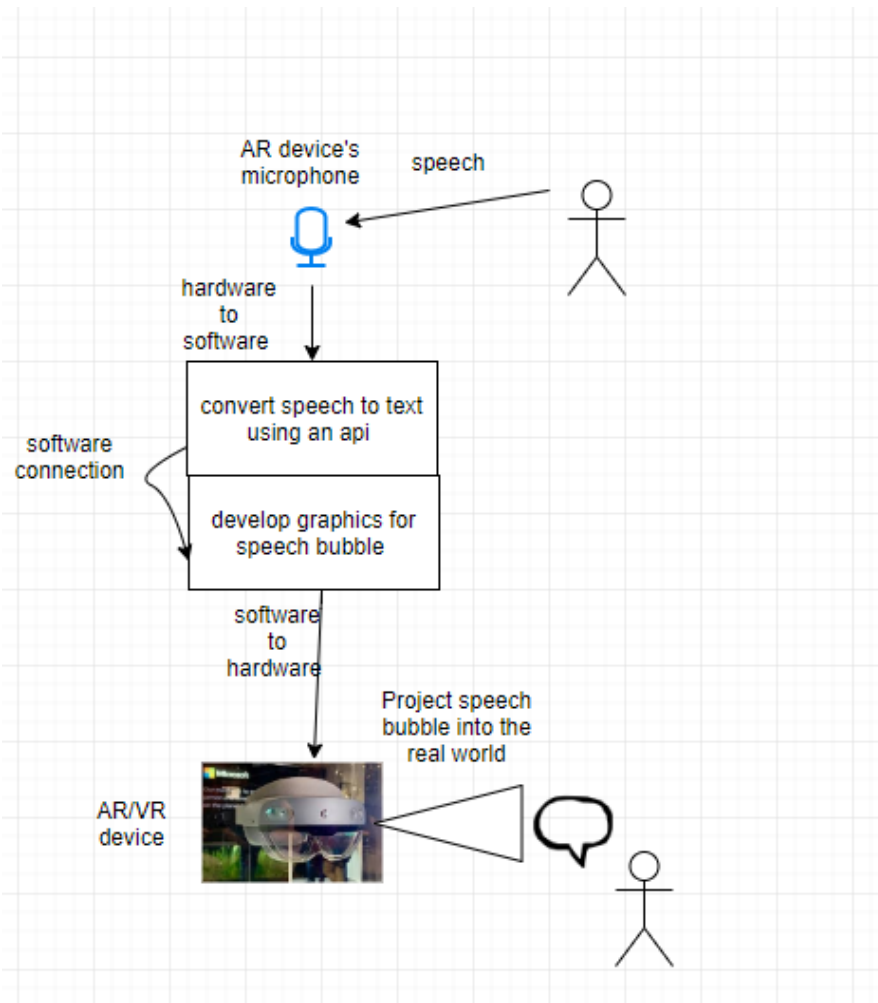 AR device's
microphone
speech
hardware
to
software
convert speech to text
using an api
software
connection
develop graphics for
speech bubble
software
to
hardware
Project speech
bubble into the
real world
Microsoft
AR/VR
device